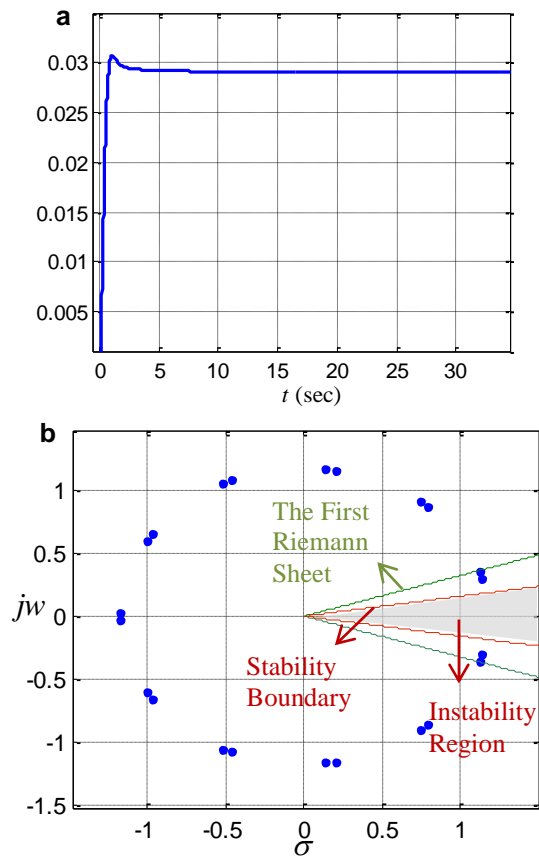 a
0.03
0.025
0.02
0.015
0.01
0.005
0 5 10 15 20 25 30
t (sec)
b
1
0.5
0
-0.5
-1
-1.5
jw
The First
Riemann
Sheet
Stability
Boundary
Instability
Region
-1 -0.5 0 0.5 1
σ